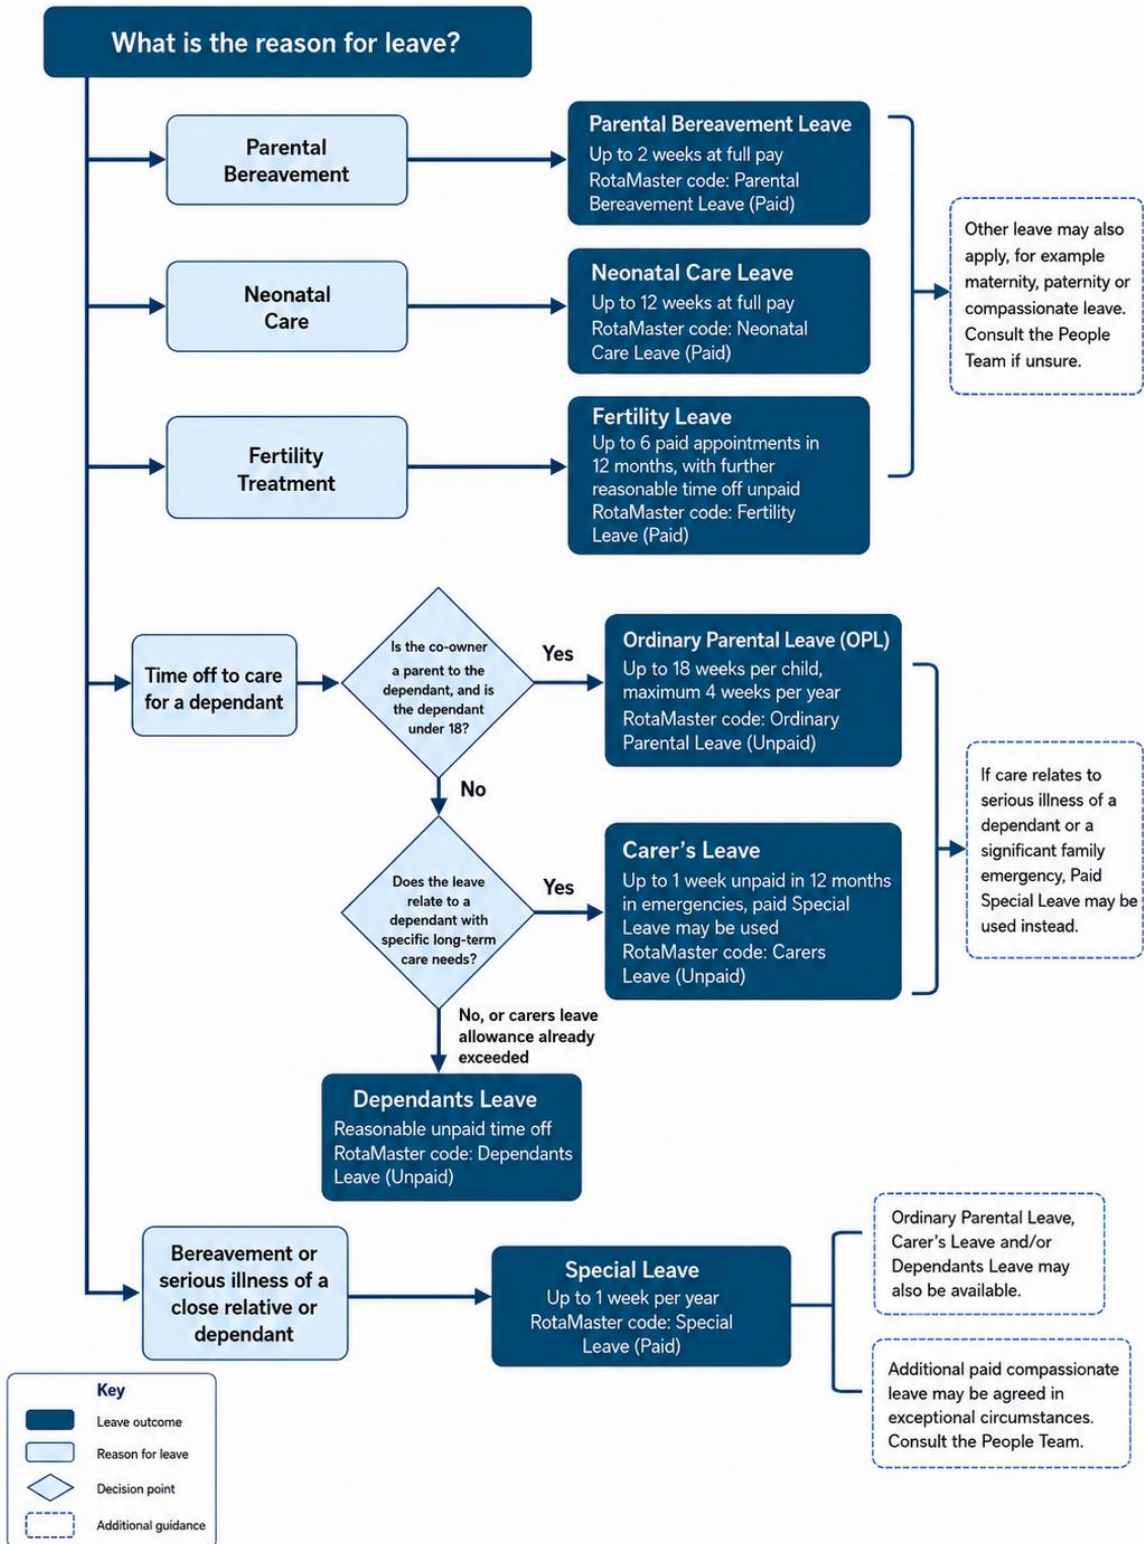 What is the reason for leave?
Parental
Bereavement
Parental Bereavement Leave
Up to 2 weeks at full pay
RotaMaster code: Parental
Bereavement Leave (Paid)
Neonatal
Care
Neonatal Care Leave
Up to 12 weeks at full pay
RotaMaster code: Neonatal
Care Leave (Paid)
Fertility
Treatment
Fertility Leave
Up to 6 paid appointments in
12 months, with further
reasonable time off unpaid
RotaMaster code: Fertility
Leave (Paid)
Other leave may also
apply, for example
maternity, paternity or
compassionate leave.
Consult the People
Team if unsure.
Time off to care
for a dependant
Is the co-owner
a parent to the
dependant, and is
the dependant
under 18?
Yes
Ordinary Parental Leave (OPL)
Up to 18 weeks per child,
maximum 4 weeks per year
RotaMaster code: Ordinary
Parental Leave (Unpaid)
No
Does the leave
relate to a
dependant with
specific long-term
care needs?
Yes
Carer's Leave
Up to 1 week unpaid in 12 months
in emergencies, paid Special
Leave may be used
RotaMaster code: Carers
Leave (Unpaid)
If care relates to
serious illness of a
dependant or a
significant family
emergency, Paid
Special Leave may be
used instead.
No, or carers leave
allowance already
exceeded
Dependants Leave
Reasonable unpaid time off
RotaMaster code: Dependants
Leave (Unpaid)
Bereavement or
serious illness of a
close relative or
dependant
Special Leave
Up to 1 week per year
RotaMaster code: Special
Leave (Paid)
Ordinary Parental Leave,
Carer's Leave and/or
Dependants Leave may
also be available.
Additional paid compassionate
leave may be agreed in
exceptional circumstances.
Consult the People Team.
Key
Leave outcome
Reason for leave
Decision point
Additional guidance